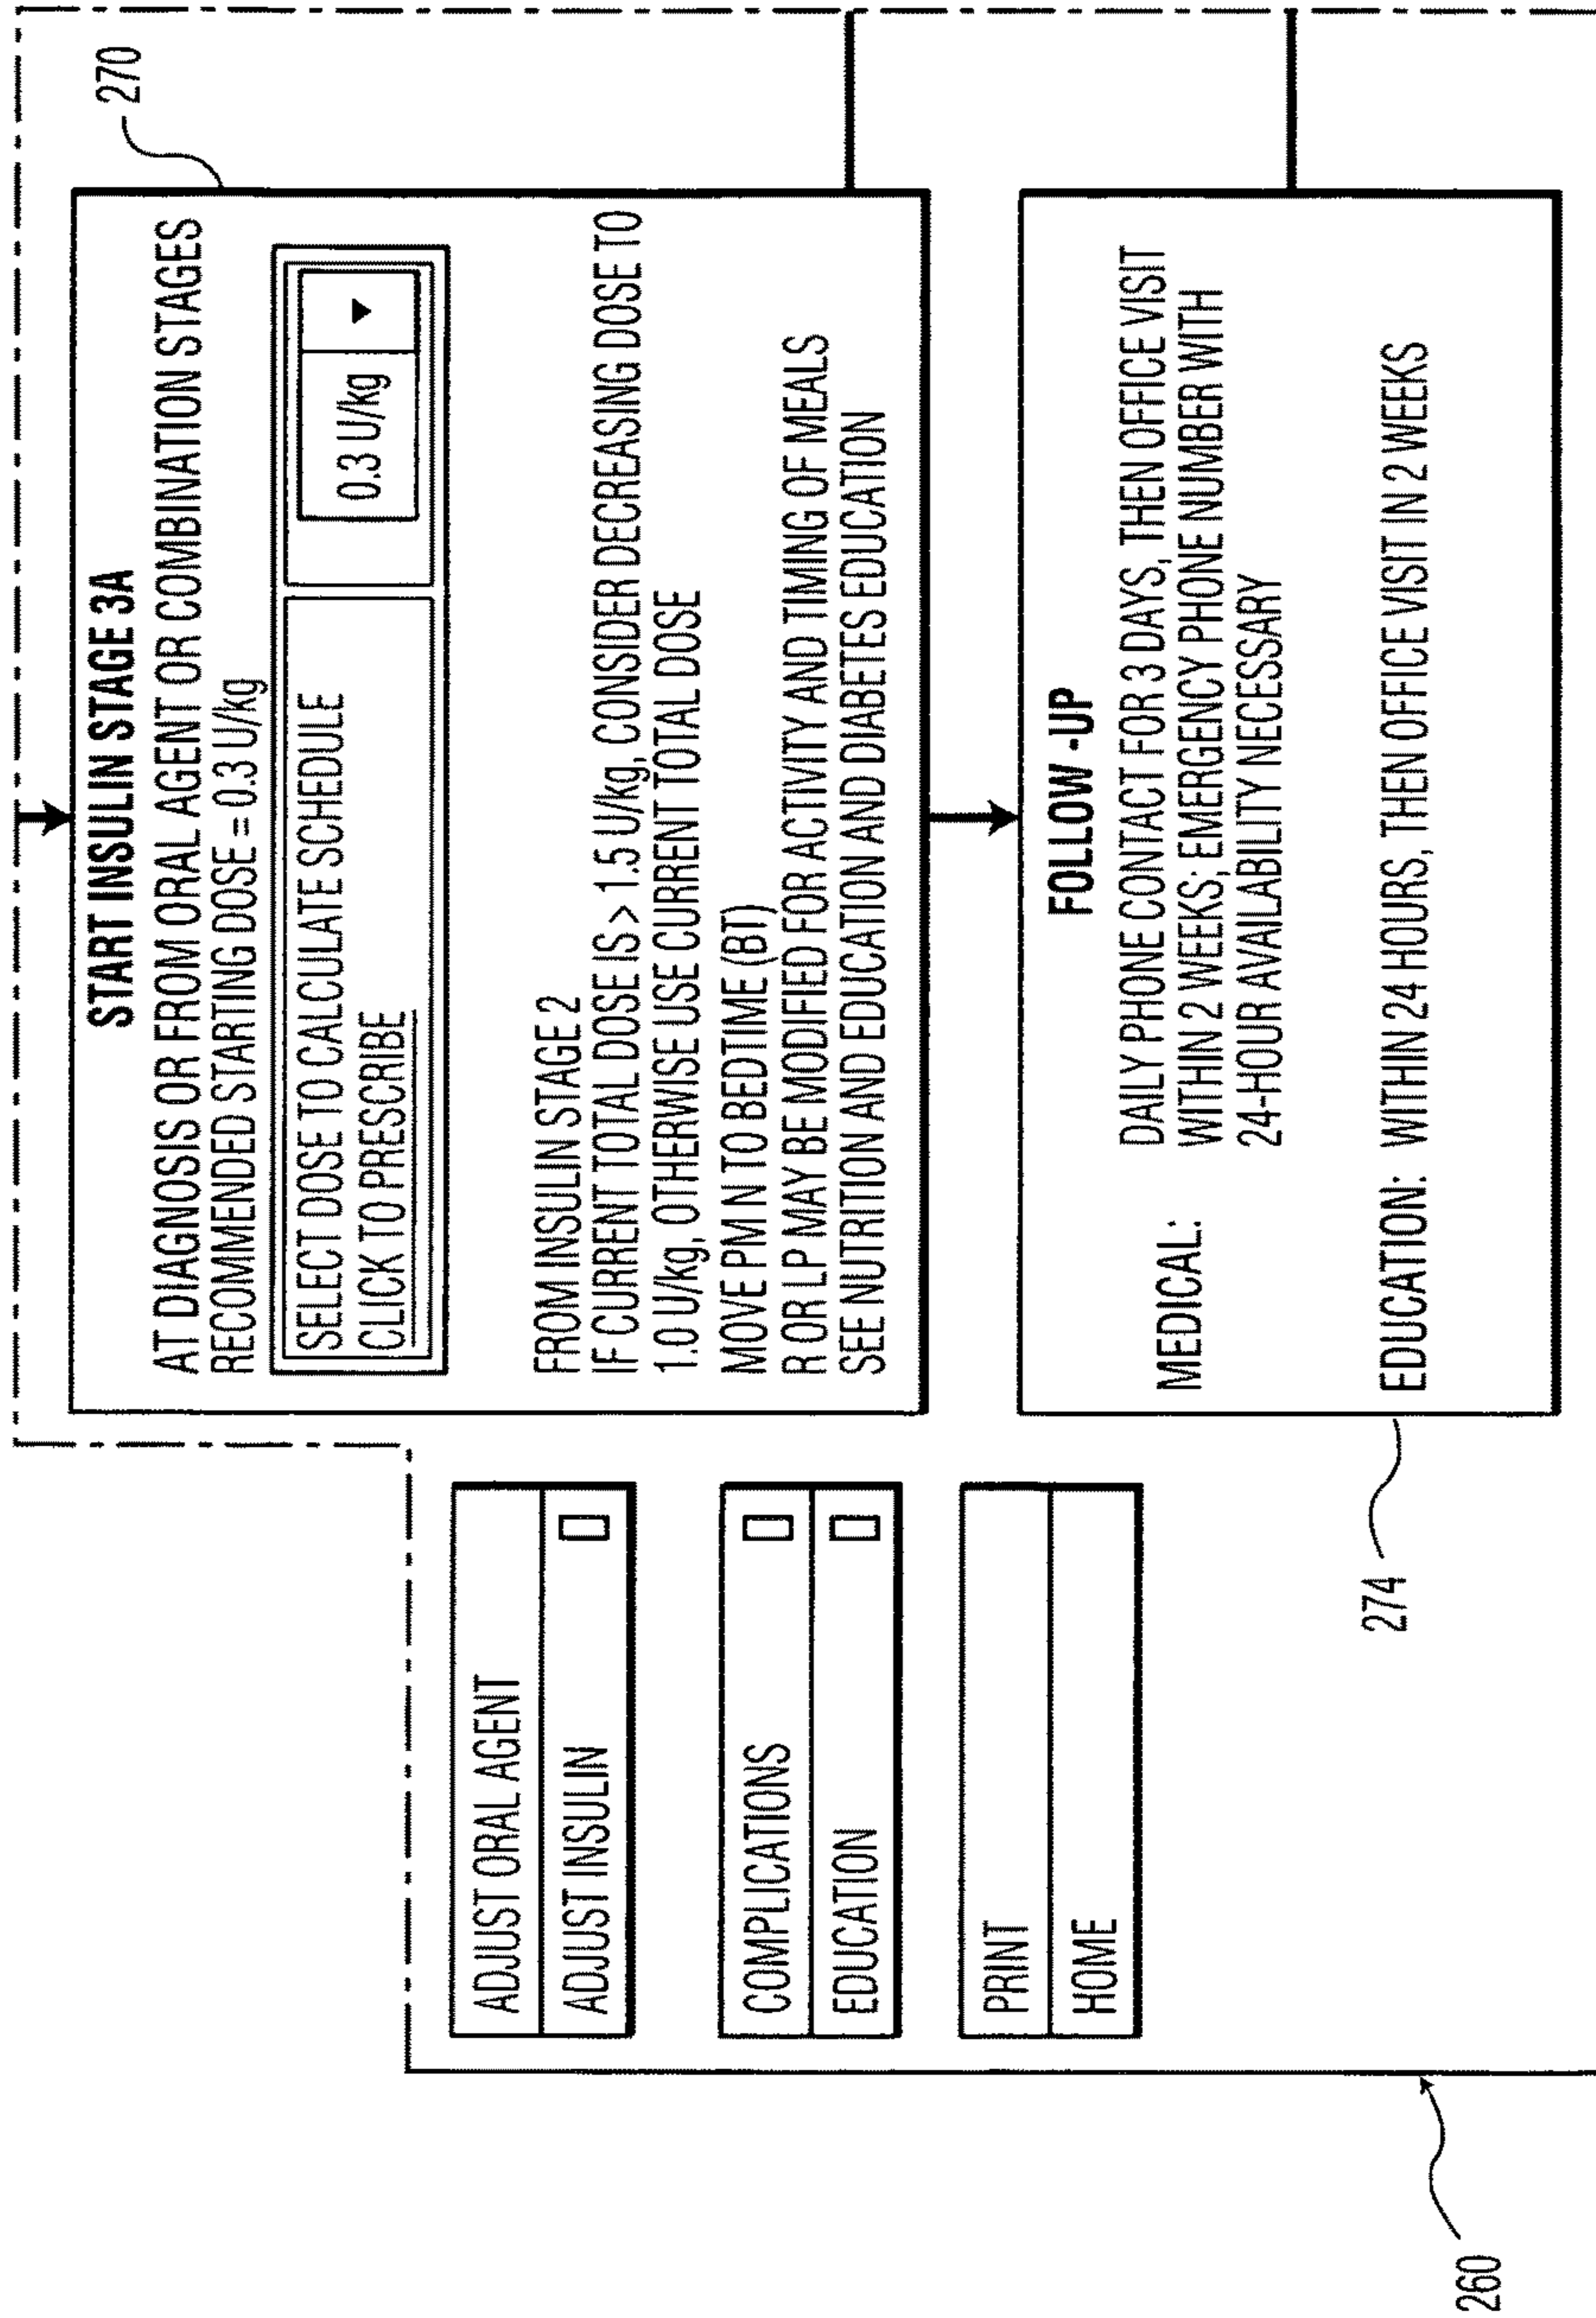 270
START INSULIN STAGE 3A
AT DIAGNOSIS OR FROM ORAL AGENT OR COMBINATION STAGES
RECOMMENDED STARTING DOSE = 0.3 U/kg
SELECT DOSE TO CALCULATE SCHEDULE
CLICK TO PRESCRIBE
0.3 U/kg
FROM INSULIN STAGE 2
IF CURRENT TOTAL DOSE IS > 1.5 U/kg, CONSIDER DECREASING DOSE TO
1.0 U/kg, OTHERWISE USE CURRENT TOTAL DOSE
MOVE PM N TO BEDTIME (BT)
R OR LP MAY BE MODIFIED FOR ACTIVITY AND TIMING OF MEALS
SEE NUTRITION AND EDUCATION AND DIABETES EDUCATION
ADJUST ORAL AGENT
ADJUST INSULIN
COMPLICATIONS
EDUCATION
PRINT
HOME
FOLLOW -UP
MEDICAL: DAILY PHONE CONTACT FOR 3 DAYS, THEN OFFICE VISIT
WITHIN 2 WEEKS; EMERGENCY PHONE NUMBER WITH
24-HOUR AVAILABILITY NECESSARY
EDUCATION: WITHIN 24 HOURS, THEN OFFICE VISIT IN 2 WEEKS
274
260